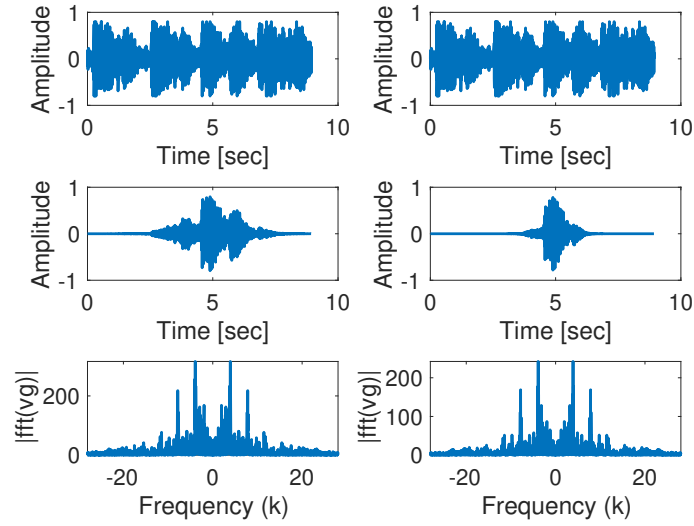 1
0
-1
Amplitude
0
5
10
Time [sec]
1
0
-1
Amplitude
0
5
10
Time [sec]
1
0
-1
Amplitude
0
5
10
Time [sec]
1
0
-1
Amplitude
0
5
10
Time [sec]
200
0
|fft(vg)|
-20
0
20
Frequency (k)
200
100
0
|fft(vg)|
-20
0
20
Frequency (k)